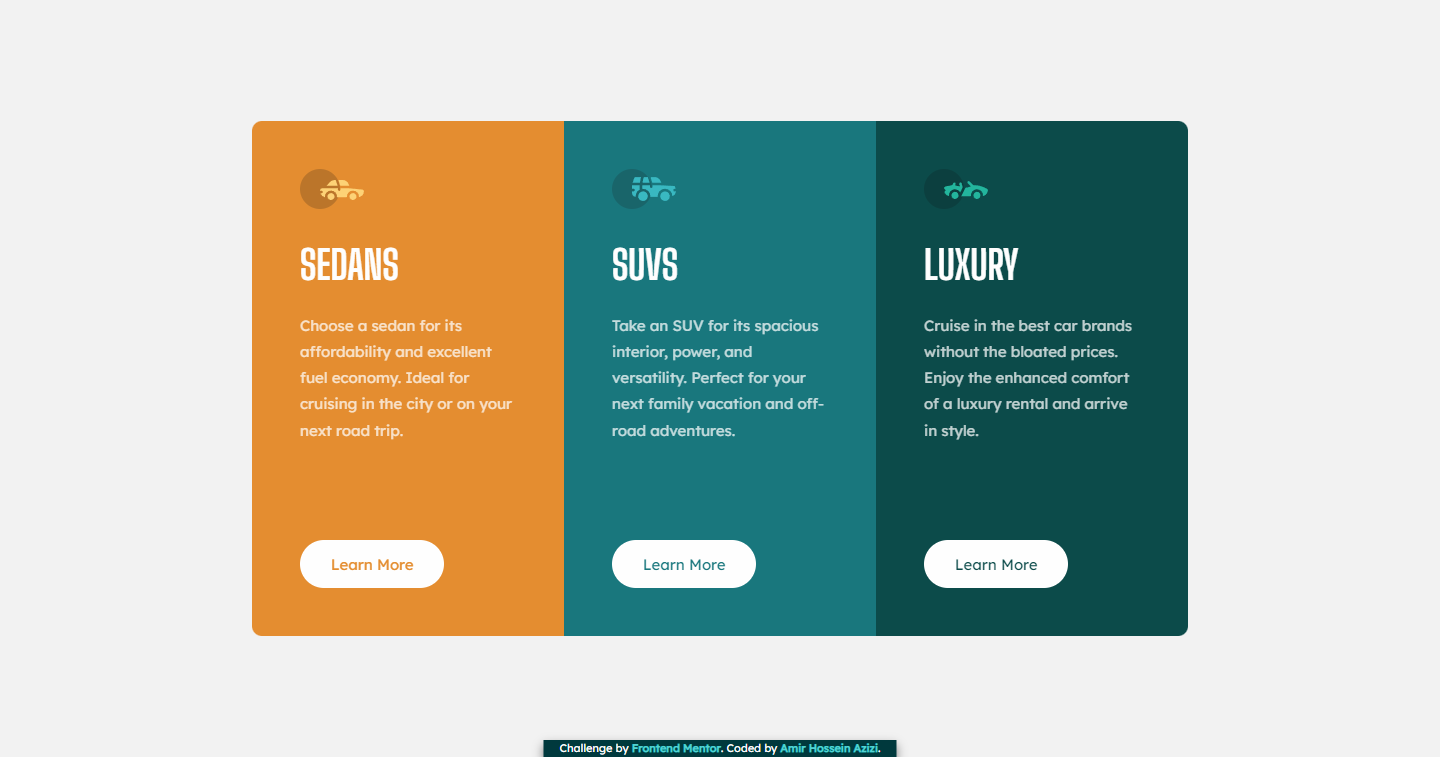 SEDANS
Choose a sedan for its
affordability and excellent
fuel economy. Ideal for
cruising in the city or on your
next road trip.
Learn More
SUVS
Take an SUV for its spacious
interior, power, and
versatility. Perfect for your
next family vacation and off-
road adventures.
Learn More
LUXURY
Cruise in the best car brands
without the bloated prices.
Enjoy the enhanced comfort
of a luxury rental and arrive
in style.
Learn More
Challenge by Frontend Mentor. Coded by Amir Hossein Azizi.